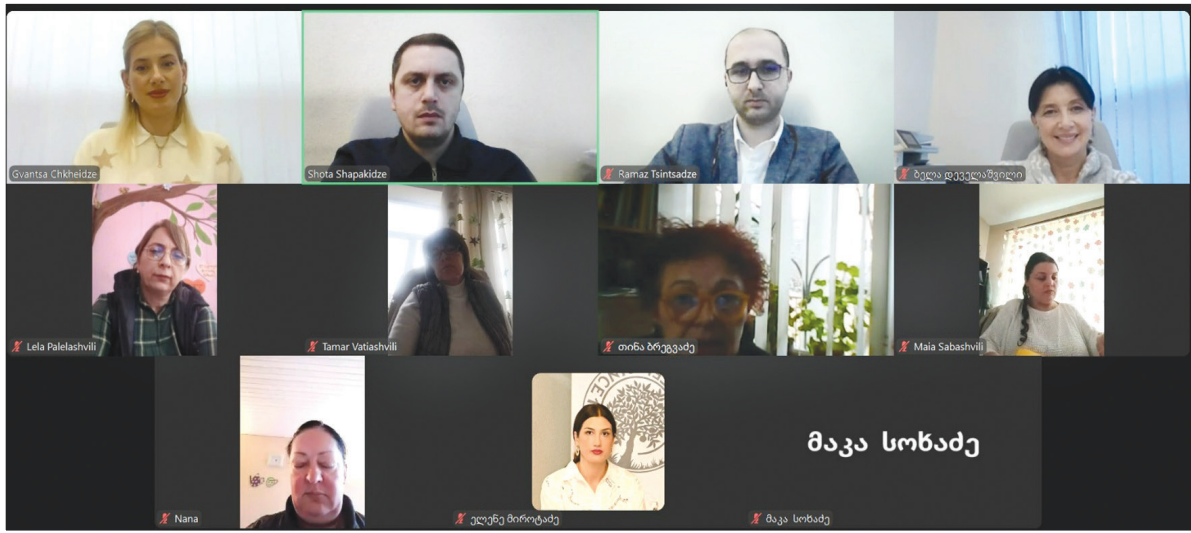 Gvantsa Chkheidze
Shota Shapakidze
Ramaz Tsintsadze
ბელა დეველაშვილი
Lela Palelashvili
Tamar Vatiashvili
თინა ბრეგვაძე
Maia Sabashvili
მაკა სოხაძე
Nana
ელენე მიროტაძე
მაკა სოხაძე